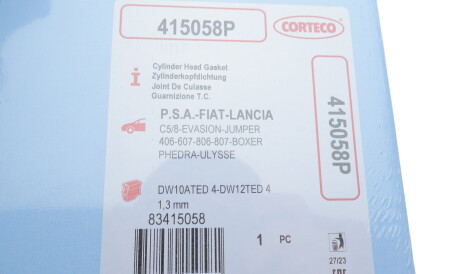 415058P
CORTECO
Cylinder Head Gasket
Zylinderkopfdichtung
Joint De Culasse
Guarnizione T.C.
415058P
P.S.A.-FIAT-LANCIA
C5/8-EVASION-JUMPER
406-607-806-807-BOXER
PHEDRA-ULYSSE
DW10ATED 4-DW12TED 4
1,3 mm
83415058
1 PC
27/23